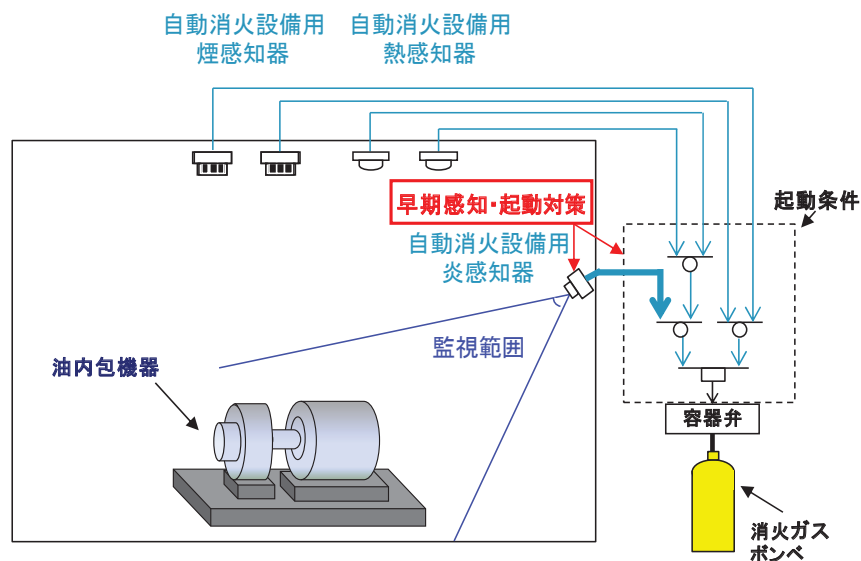 自動消火設備用
煙感知器
自動消火設備用
熱感知器
早期感知・起動対策
起動条件
自動消火設備用
炎感知器
監視範囲
油内包機器
容器弁
消火ガス
ボンベ